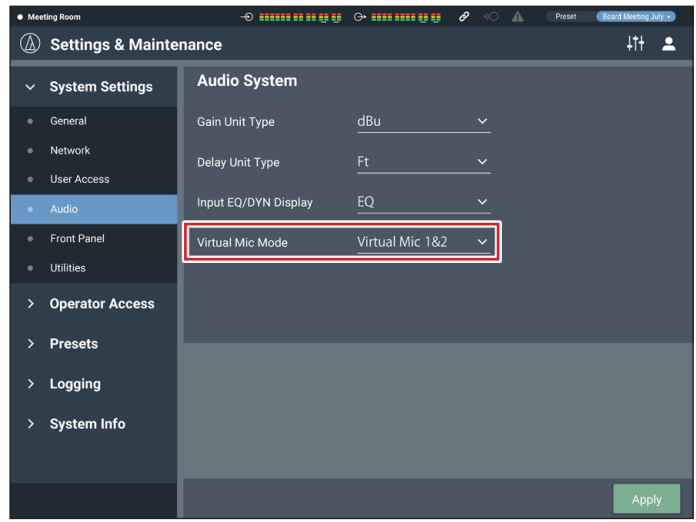 Meeting Room
Preset
Board Meeting July
Settings & Maintenance
System Settings
General
Network
User Access
Audio
Front Panel
Utilities
Operator Access
Presets
Logging
System Info
Audio System
Gain Unit Type dBu
Delay Unit Type Ft
Input EQ/DYN Display EQ
Virtual Mic Mode Virtual Mic 1&2
Apply